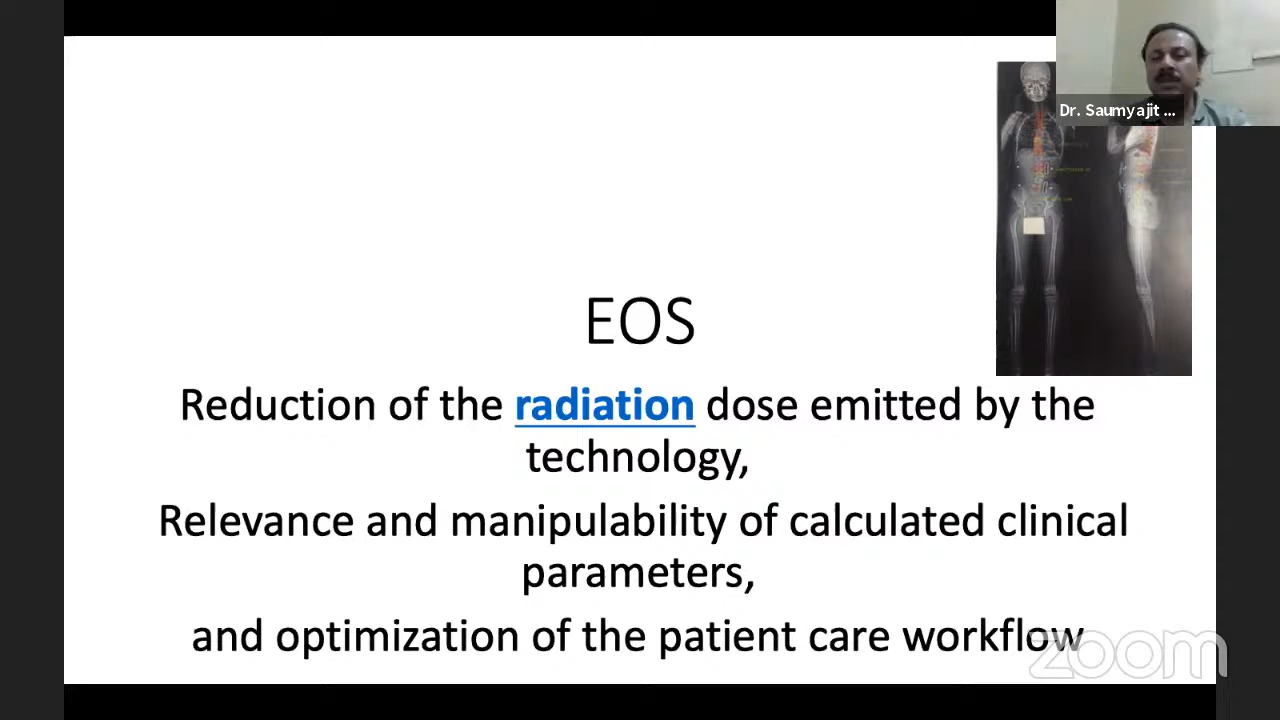 Dr. Saumyajit ...
EOS
Reduction of the radiation dose emitted by the
technology,
Relevance and manipulability of calculated clinical
parameters,
and optimization of the patient care workflow
zoom